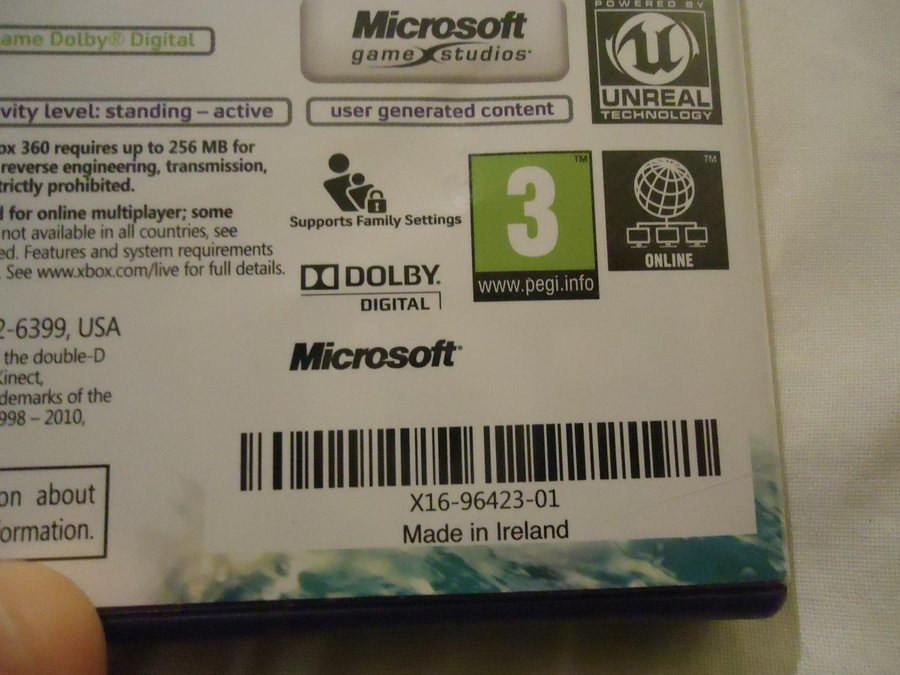 ame Dolby® Digital
vity level: standing – active
ox 360 requires up to 256 MB for
reverse engineering, transmission,
trictly prohibited.
d for online multiplayer; some
not available in all countries, see
ed. Features and system requirements
. See www.xbox.com/live for full details.
2-6399, USA
the double-D
Kinect,
demarks of the
998 – 2010,
on about
ormation.
Microsoft
game studios
POWERED BY
UNREAL
TECHNOLOGY
user generated content
Supports Family Settings
3™
www.pegi.info
™
ONLINE
DOLBY.
DIGITAL
Microsoft®
X16-96423-01
Made in Ireland